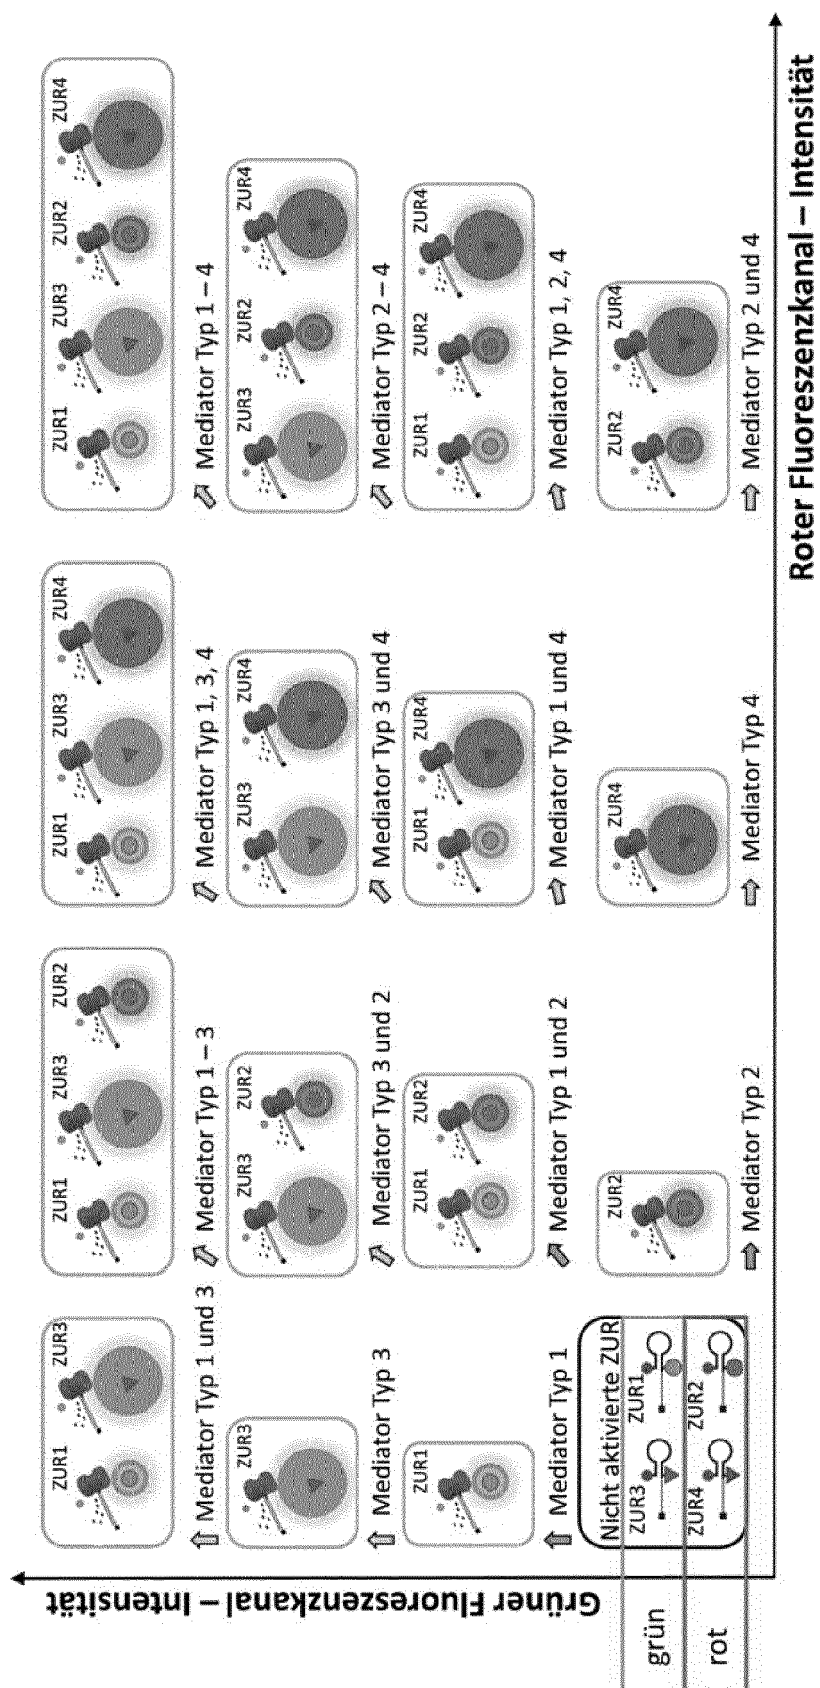 Grüner Fluoreszenzkanal – Intensität
ZUR1 ZUR3
Mediator Typ 1 und 3
ZUR1 ZUR3 ZUR2
Mediator Typ 1 – 3
ZUR1 ZUR3 ZUR4
Mediator Typ 1, 3, 4
ZUR1 ZUR3 ZUR2 ZUR4
Mediator Typ 1 – 4
ZUR3
Mediator Typ 3
ZUR3 ZUR2
Mediator Typ 3 und 2
ZUR3 ZUR4
Mediator Typ 3 und 4
ZUR3 ZUR2 ZUR4
Mediator Typ 2 – 4
ZUR1
Mediator Typ 1
ZUR1 ZUR2
Mediator Typ 1 und 2
ZUR1 ZUR4
Mediator Typ 1 und 4
ZUR1 ZUR2 ZUR4
Mediator Typ 1, 2, 4
Nicht aktivierte ZUR
grün ZUR3 ZUR1
rot ZUR4 ZUR2
ZUR2
Mediator Typ 2
ZUR4
Mediator Typ 4
ZUR2 ZUR4
Mediator Typ 2 und 4
Roter Fluoreszenzkanal – Intensität